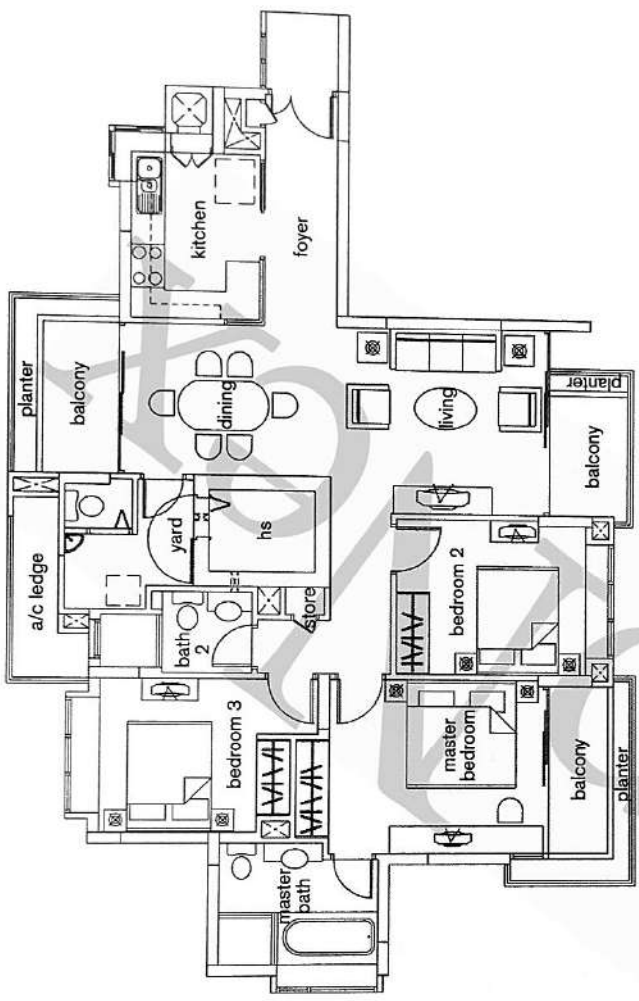 a/c ledge
planter
balcony
bedroom 3
bath
2
yard
dining
kitchen
hs
master
bath
store
foyer
master
bedroom
bedroom 2
living
balcony
planter
balcony
planter